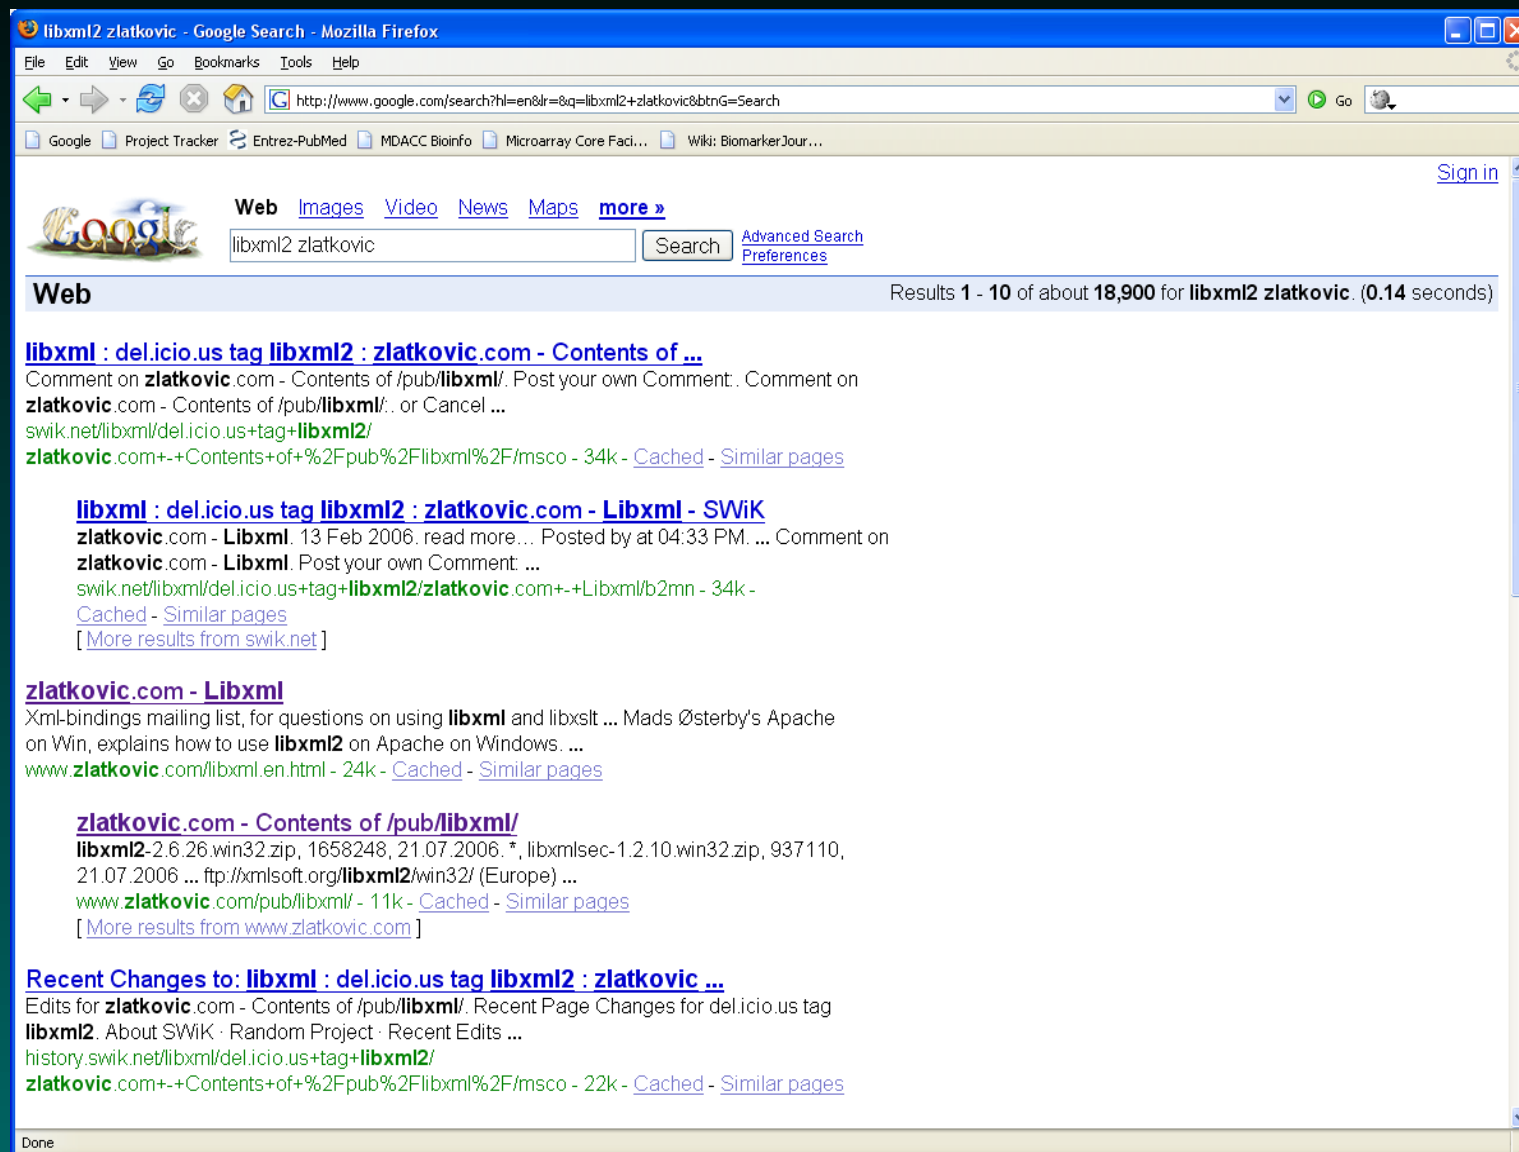 libxml2 zlatkovic - Google Search - Mozilla Firefox
File Edit View Go Bookmarks Tools Help
http://www.google.com/search?hl=en&lr=&q=libxml2+zlatkovic&btnG=Search Go
Google Project Tracker Entrez-PubMed MDACC Bioinfo Microarray Core Faci... Wiki: BiomarkerJour...
Sign in
Google
Web Images Video News Maps more »
libxml2 zlatkovic Search Advanced Search
Preferences
Web Results 1 - 10 of about 18,900 for libxml2 zlatkovic. (0.14 seconds)
libxml : del.icio.us tag libxml2 : zlatkovic.com - Contents of ...
Comment on zlatkovic.com - Contents of /pub/libxml/. Post your own Comment:. Comment on
zlatkovic.com - Contents of /pub/libxml/:. or Cancel ...
swik.net/libxml/del.icio.us+tag+libxml2/
zlatkovic.com+-+Contents+of+%2Fpub%2Flibxml%2F/msco - 34k - Cached - Similar pages
libxml : del.icio.us tag libxml2 : zlatkovic.com - Libxml - SWiK
zlatkovic.com - Libxml. 13 Feb 2006. read more... Posted by at 04:33 PM. ... Comment on
zlatkovic.com - Libxml. Post your own Comment: ...
swik.net/libxml/del.icio.us+tag+libxml2/zlatkovic.com+-+Libxml/b2mn - 34k -
Cached - Similar pages
[ More results from swik.net ]
zlatkovic.com - Libxml
Xml-bindings mailing list, for questions on using libxml and libxslt ... Mads Østerby's Apache
on Win, explains how to use libxml2 on Apache on Windows. ...
www.zlatkovic.com/libxml.en.html - 24k - Cached - Similar pages
zlatkovic.com - Contents of /pub/libxml/
libxml2-2.6.26.win32.zip, 1658248, 21.07.2006. *, libxmlsec-1.2.10.win32.zip, 937110,
21.07.2006 ... ftp://xmlsoft.org/libxml2/win32/ (Europe) ...
www.zlatkovic.com/pub/libxml/ - 11k - Cached - Similar pages
[ More results from www.zlatkovic.com ]
Recent Changes to: libxml : del.icio.us tag libxml2 : zlatkovic ...
Edits for zlatkovic.com - Contents of /pub/libxml/. Recent Page Changes for del.icio.us tag
libxml2. About SWiK · Random Project · Recent Edits ...
history.swik.net/libxml/del.icio.us+tag+libxml2/
zlatkovic.com+-+Contents+of+%2Fpub%2Flibxml%2F/msco - 22k - Cached - Similar pages
Done